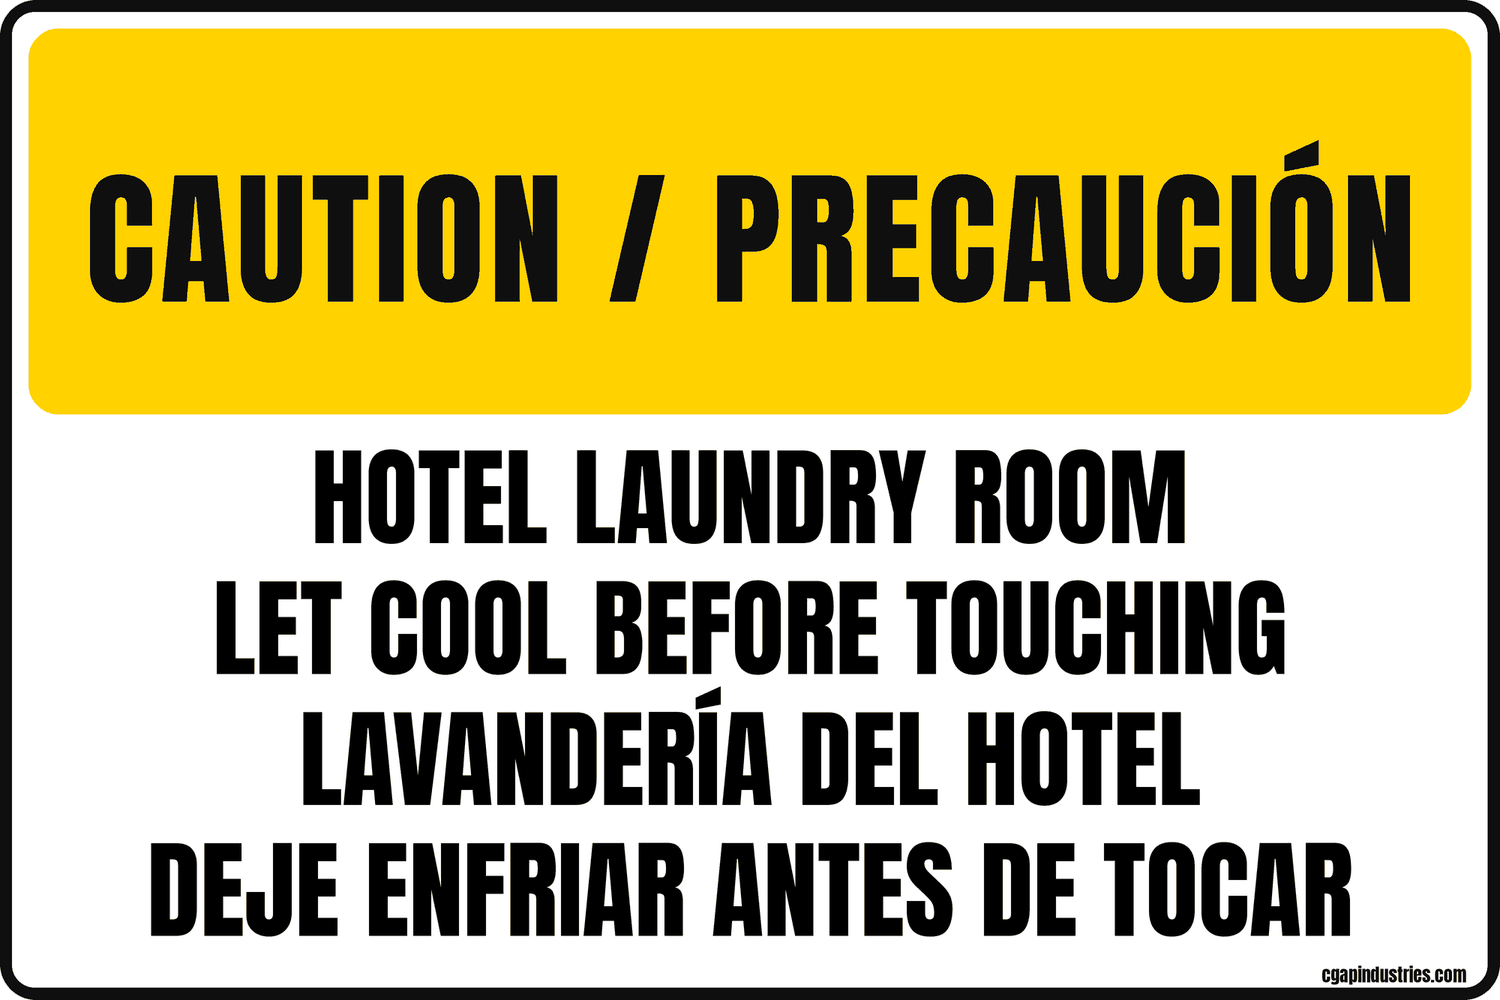 CAUTION / PRECAUCIÓN
HOTEL LAUNDRY ROOM
LET COOL BEFORE TOUCHING
LAVANDERÍA DEL HOTEL
DEJE ENFRIAR ANTES DE TOCAR
cgapindustries.com